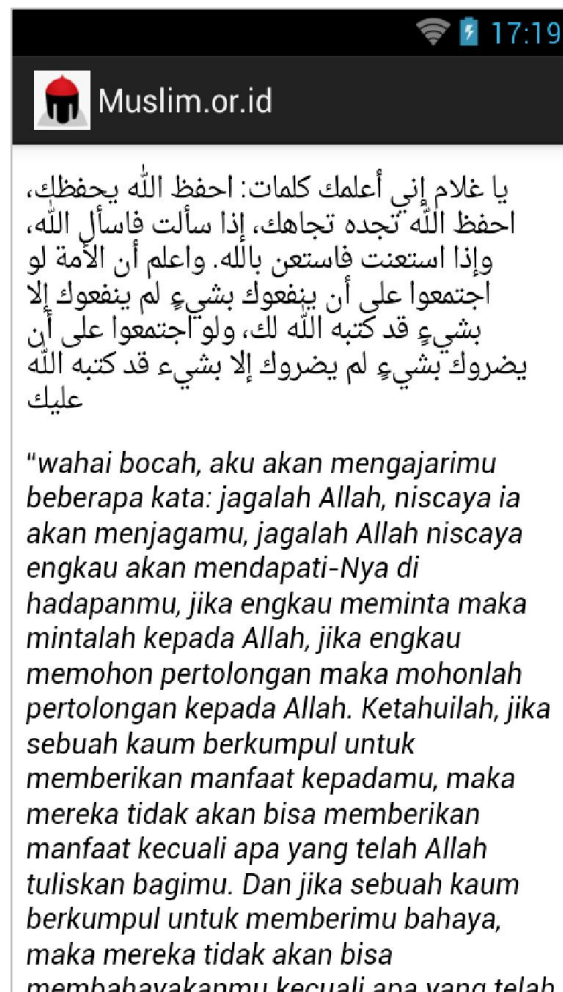 17:19
Muslim.or.id
يا غلام إني أعلمك كلمات: احفظ الله يحفظك،
احفظ الله تجده تجاهك، إذا سألت فاسأل الله،
وإذا استعنت فاستعن بالله. واعلم أن الأمة لو
اجتمعوا على أن ينفعوك بشيءٍ لم ينفعوك إلا
بشيءٍ قد كتبه الله لك، ولو اجتمعوا على أن
يضروك بشيءٍ لم يضروك إلا بشيء قد كتبه الله
عليك
“wahai bocah, aku akan mengajarimu
beberapa kata: jagalah Allah, niscaya ia
akan menjagamu, jagalah Allah niscaya
engkau akan mendapati-Nya di
hadapanmu, jika engkau meminta maka
mintalah kepada Allah, jika engkau
memohon pertolongan maka mohonlah
pertolongan kepada Allah. Ketahuilah, jika
sebuah kaum berkumpul untuk
memberikan manfaat kepadamu, maka
mereka tidak akan bisa memberikan
manfaat kecuali apa yang telah Allah
tuliskan bagimu. Dan jika sebuah kaum
berkumpul untuk memberimu bahaya,
maka mereka tidak akan bisa
membahayakanmu kecuali apa yang telah